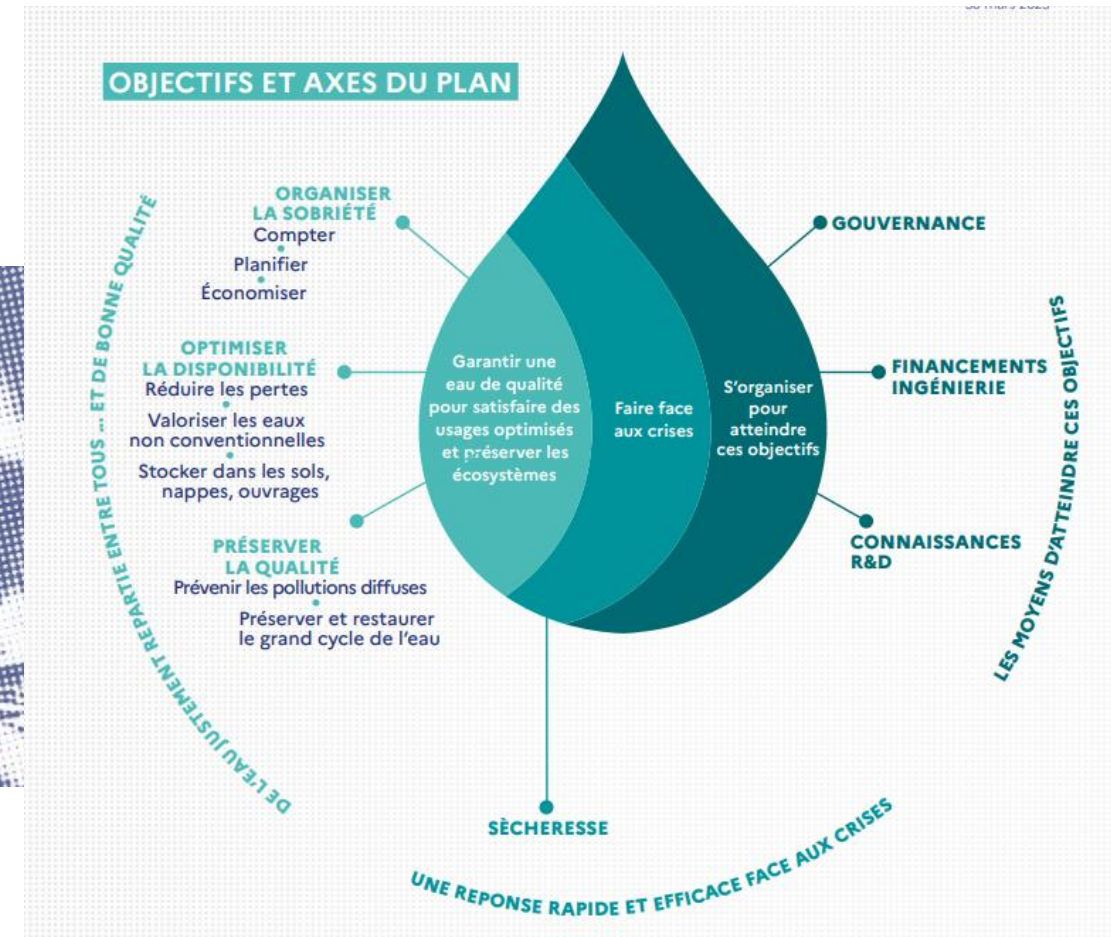 OBJECTIFS ET AXES DU PLAN
ORGANISER
LA SOBRIÉTÉ
Compter
Planifier
Économiser
OPTIMISER
LA DISPONIBILITÉ
Réduire les pertes
Valoriser les eaux
non conventionnelles
Stocker dans les sols,
nappes, ouvrages
PRÉSERVER
LA QUALITÉ
Prévenir les pollutions diffuses
Préserver et restaurer
le grand cycle de l'eau
DE L'EAU JUSTEMENT REPARTIE ENTRE TOUS ... ET DE BONNE QUALITÉ
Garantir une
eau de qualité
pour satisfaire des
usages optimisés
et préserver les
écosystèmes
Faire face
aux crises
S'organiser
pour
atteindre
ces objectifs
GOUVERNANCE
FINANCEMENTS
INGÉNIERIE
CONNAISSANCES
R&D
LES MOYENS D'ATTEINDRE CES OBJECTIFS
SÈCHERESSE
UNE REPONSE RAPIDE ET EFFICACE FACE AUX CRISES